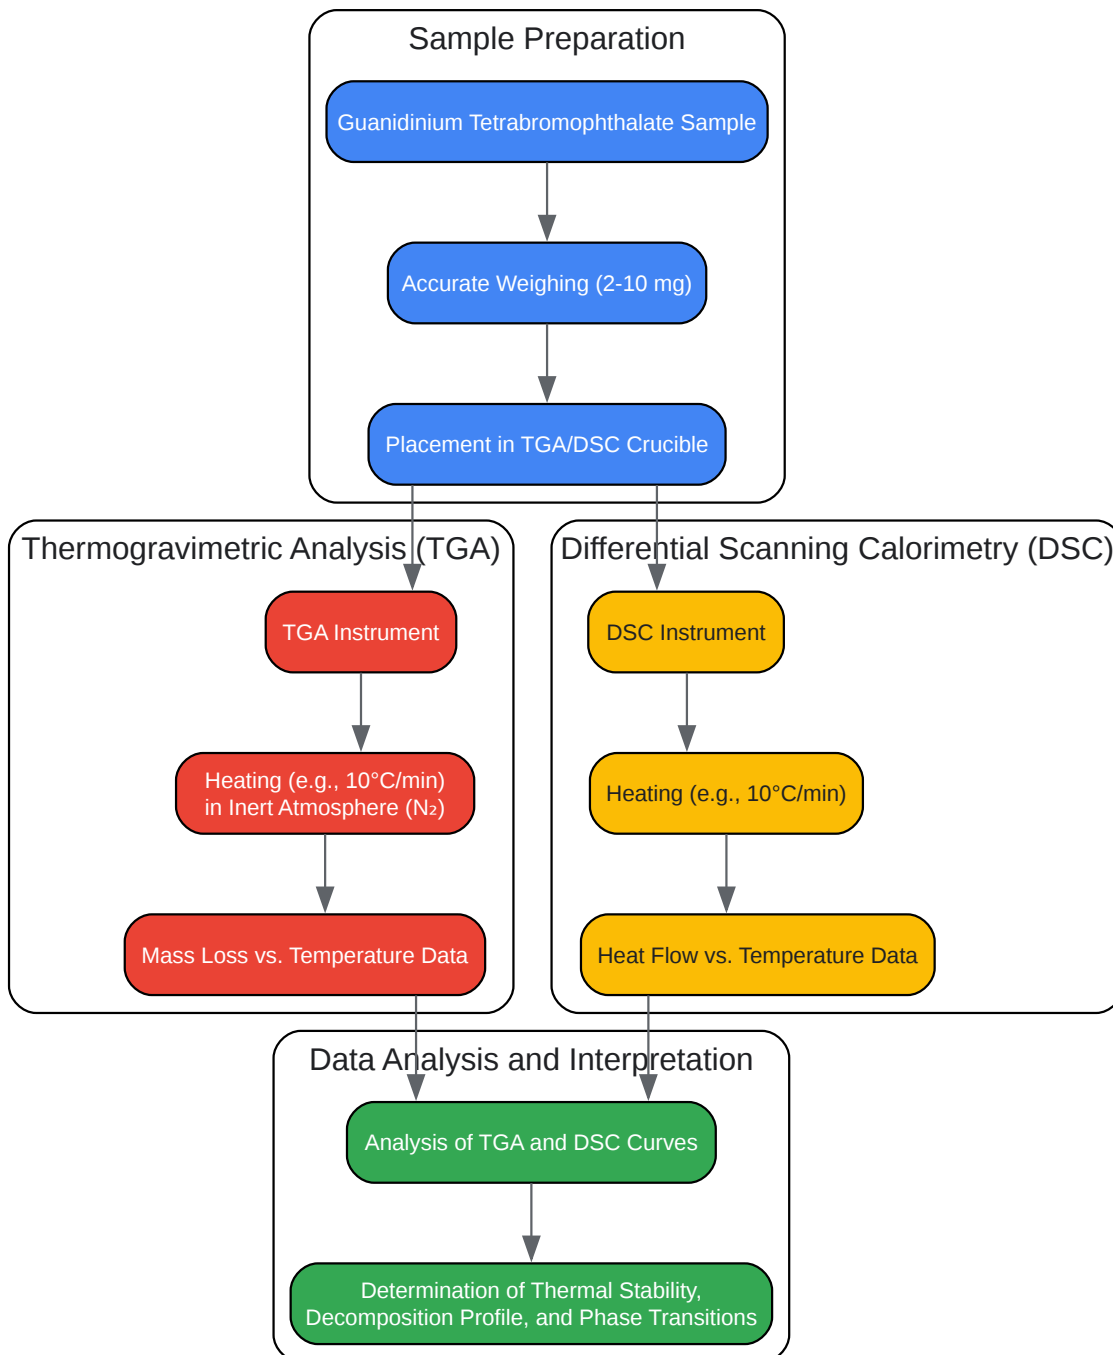 Sample Preparation
Guanidinium Tetrabromophthalate Sample
Accurate Weighing (2-10 mg)
Placement in TGA/DSC Crucible
Thermogravimetric Analysis (TGA)
TGA Instrument
Heating (e.g., 10°C/min)
in Inert Atmosphere (N₂)
Mass Loss vs. Temperature Data
Differential Scanning Calorimetry (DSC)
DSC Instrument
Heating (e.g., 10°C/min)
Heat Flow vs. Temperature Data
Data Analysis and Interpretation
Analysis of TGA and DSC Curves
Determination of Thermal Stability,
Decomposition Profile, and Phase Transitions